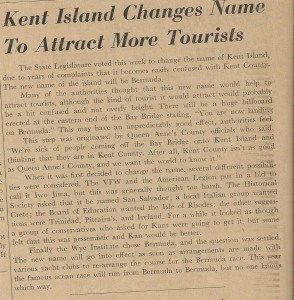 Kent Island Changes Name
To Attract More Tourists
The State Legislature voted this week to change the name of Kent Island,
due to years of complaints that it becomes easily confused with Kent County.
The new name of the island will be Bermuda.
Many of the authorities thought that this new name would help to
attract tourists, although the kind of tourist it would attract would probably
be a bit confused and not overly bright. There will be a huge billboard
erected at the eastern end of the Bay Bridge stating, "You are now landing
on Bermuda." This may have an unpredictably good effect, authorities feel.
This step was originated by Queen Anne's County officials who said,
"We're sick of people coming off the Bay Bridge onto Kent Island and
thinking that they are in Kent County. After all, Kent County isn't as good
as Queen Anne's County, and we want the world to know it."
When it was first decided to change the name, several different possibili-
ties were considered. The VFW and the American Legion put in a bid to
call it Iwo Jima, but this was generally thought too harsh. The Historical
Society asked that it be named San Salvador; a local Italian group wanted
Crete; the Board of Education wanted the Isle of Rhodes; the other sugges-
tions were Trinidad, Pitcairn's, and Ireland. For a while it looked as though
a group of conservatives who asked for Kant were going to get it, but some
felt that this was pessimistic and Kan would be better.
Finally the Wye Institute chose Bermuda, and the question was settled.
The new name will go into effect as soon as arrangements are made with
various yacht clubs to re-arrange the course for the Bermuda race. This year
the famous ocean race will run from Bermuda to Bermuda, but no one knows
which way.